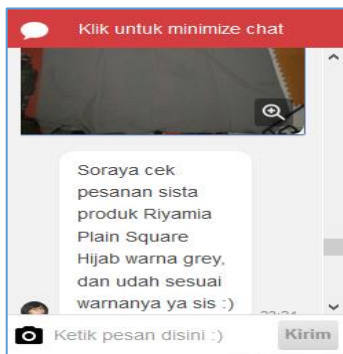 Klik untuk minimize chat
Soraya cek
pesanan sista
produk Riyamia
Plain Square
Hijab warna grey,
dan udah sesuai
warnanya ya sis :)
Ketik pesan disini :)
Kirim